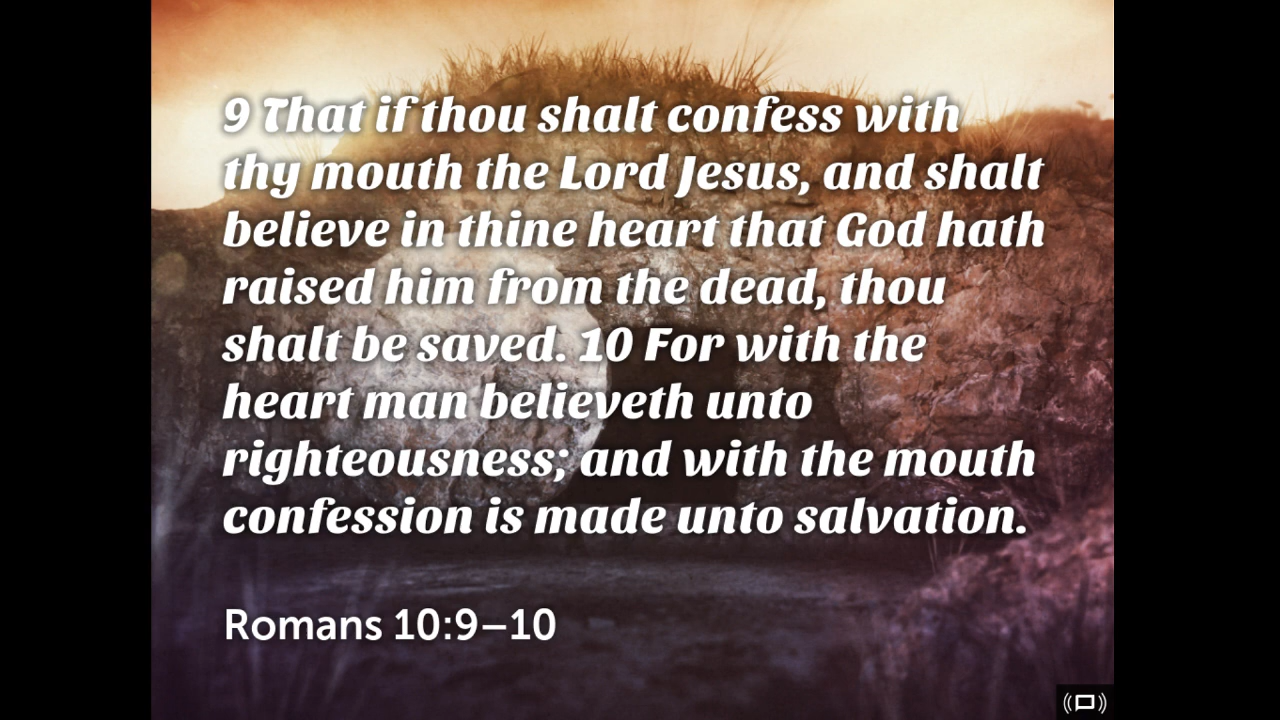 9 That if thou shalt confess with
thy mouth the Lord Jesus, and shalt
believe in thine heart that God hath
raised him from the dead, thou
shalt be saved. 10 For with the
heart man believeth unto
righteousness; and with the mouth
confession is made unto salvation.
Romans 10:9–10